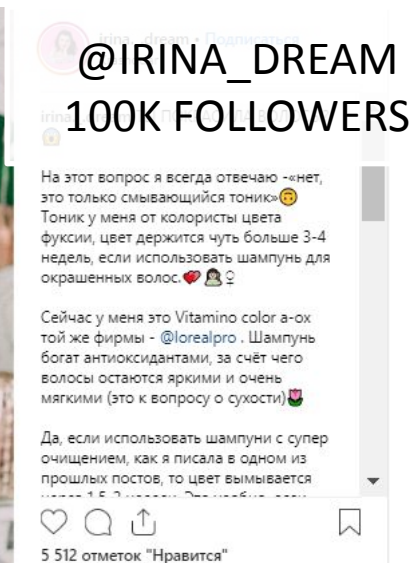 @IRINA_DREAM
100K FOLLOWERS
На этот вопрос я всегда отвечаю -«нет,
это только смывающийся тоник»🙃
Тоник у меня от колористы цвета
фуксии, цвет держится чуть больше 3-4
недель, если использовать шампунь для
окрашенных волос.
Сейчас у меня это Vitamino color a-ox
той же фирмы - @lorealpro . Шампунь
богат антиоксидантами, за счёт чего
волосы остаются яркими и очень
мягкими (это к вопросу о сухости)🌷
Да, если использовать шампуни с супер
очищением, как я писала в одном из
прошлых постов, то цвет вымывается
5 512 отметок "Нравится"